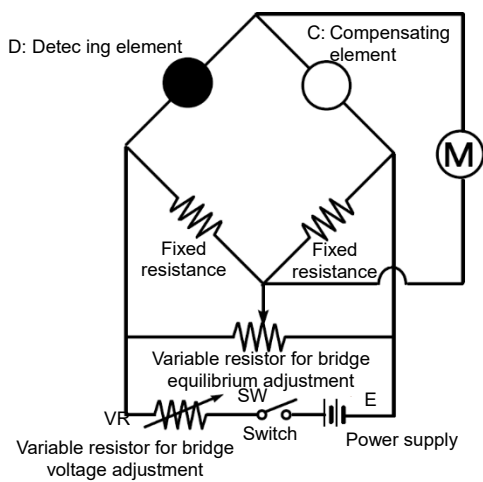 D: Detec ing element
C: Compensating
element
M
Fixed
resistance
Fixed
resistance
Variable resistor for bridge
equilibrium adjustment
VR
SW
Switch
E
Power supply
Variable resistor for bridge
voltage adjustment